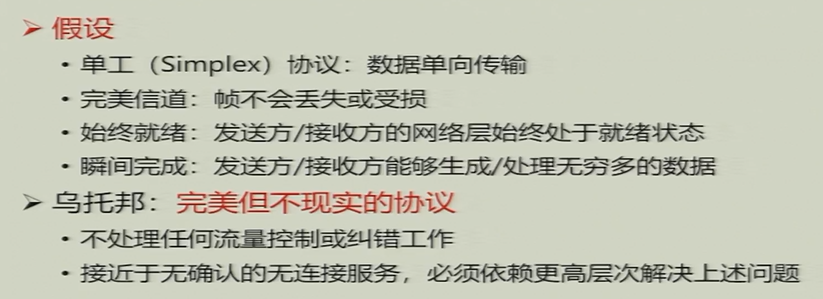 ➢ 假设
• 单工（Simplex）协议：数据单向传输
• 完美信道：帧不会丢失或受损
• 始终就绪：发送方/接收方的网络层始终处于就绪状态
• 瞬间完成：发送方/接收方能够生成/处理无穷多的数据
➢ 乌托邦：完美但不现实的协议
• 不处理任何流量控制或纠错工作
• 接近于无确认的无连接服务，必须依赖更高层次解决上述问题